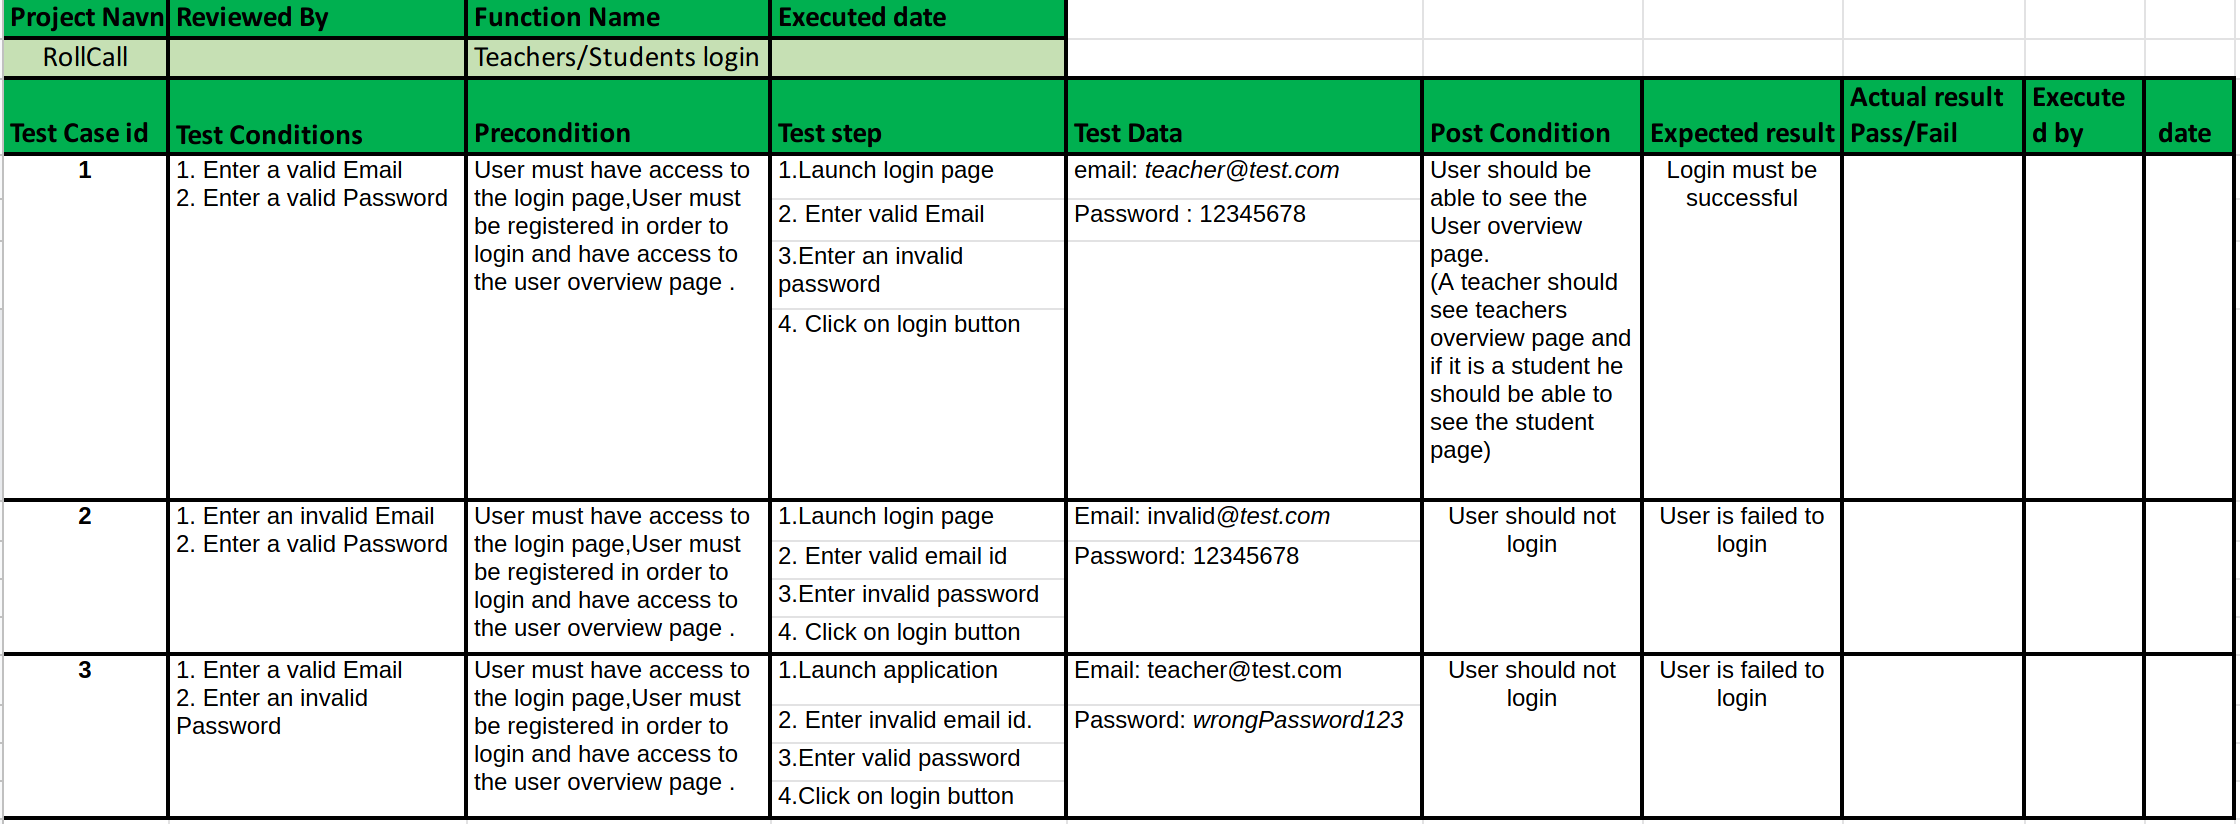 Project Navn Reviewed By Function Name Executed date
RollCall Teachers/Students login
Test Case id Test Conditions Precondition Test step Test Data Post Condition Expected result Actual result Pass/Fail Execute d by date
1
1. Enter a valid Email
2. Enter a valid Password
User must have access to
the login page,User must
be registered in order to
login and have access to
the user overview page .
1.Launch login page
2. Enter valid Email
3.Enter an invalid
password
4. Click on login button
email: teacher@test.com
Password : 12345678
User should be
able to see the
User overview
page.
(A teacher should
see teachers
overview page and
if it is a student he
should be able to
see the student
page)
Login must be
successful
2
1. Enter an invalid Email
2. Enter a valid Password
User must have access to
the login page,User must
be registered in order to
login and have access to
the user overview page .
1.Launch login page
2. Enter valid email id
3.Enter invalid password
4. Click on login button
Email: invalid@test.com
Password: 12345678
User should not
login
User is failed to
login
3
1. Enter a valid Email
2. Enter an invalid
Password
User must have access to
the login page,User must
be registered in order to
login and have access to
the user overview page .
1.Launch application
2. Enter invalid email id.
3.Enter valid password
4.Click on login button
Email: teacher@test.com
Password: wrongPassword123
User should not
login
User is failed to
login